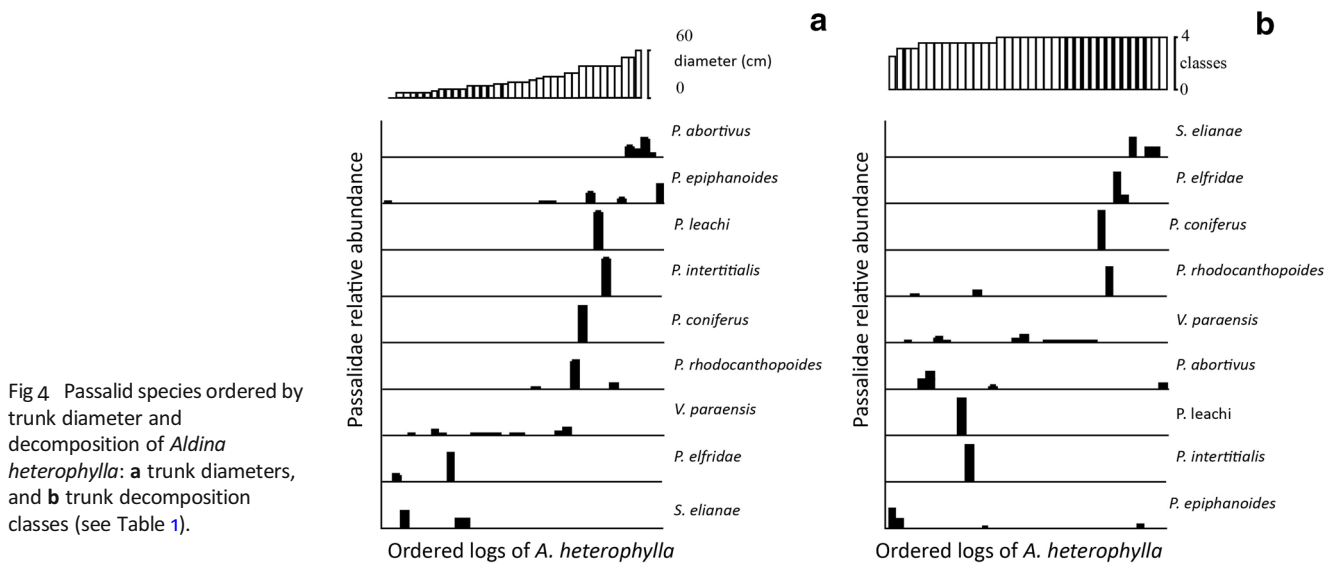 Fig 4 Passalid species ordered by
trunk diameter and
decomposition of Aldina
heterophylla: a trunk diameters,
and b trunk decomposition
classes (see Table 1).
a
60
diameter (cm)
0
Passalidae relative abundance
P. abortivus
P. epiphanoides
P. leachi
P. intertitialis
P. coniferus
P. rhodocanthopoides
V. paraensis
P. elfridae
S. elianae
Ordered logs of A. heterophylla
b
4
classes
0
Passalidae relative abundance
S. elianae
P. elfridae
P. coniferus
P. rhodocanthopoides
V. paraensis
P. abortivus
P. leachi
P. intertitialis
P. epiphanoides
Ordered logs of A. heterophylla